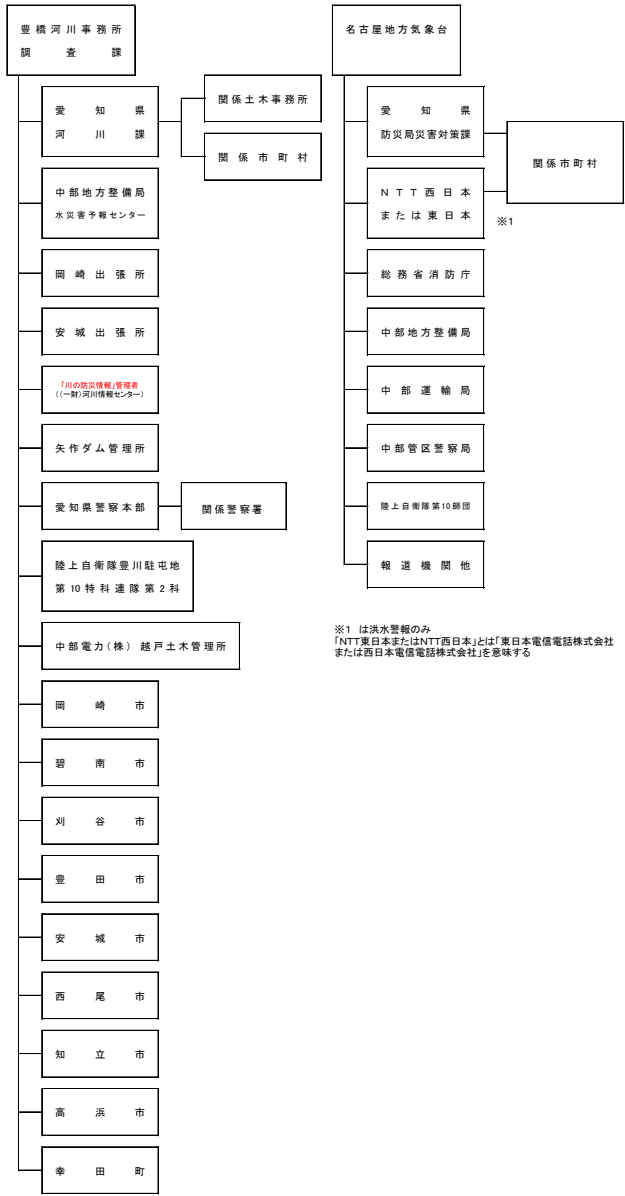 豊橋河川事務所
調査課
愛知県
河川課
関係土木事務所
関係市町村
中部地方整備局
水災害予報センター
岡崎出張所
安城出張所
「川の防災情報」管理者
((一財)河川情報センター)
矢作ダム管理所
愛知県警察本部
関係警察署
陸上自衛隊豊川駐屯地
第10特科連隊第2科
中部電力(株) 越戸土木管理所
岡崎市
碧南市
刈谷市
豊田市
安城市
西尾市
知立市
高浜市
幸田町
名古屋地方気象台
愛知県
防災局災害対策課
関係市町村
NTT西日本
または東日本
※1
総務省消防庁
中部地方整備局
中部運輸局
中部管区警察局
陸上自衛隊第10師団
報道機関他
※1 は洪水警報のみ
「NTT東日本またはNTT西日本」とは「東日本電信電話株式会社
または西日本電信電話株式会社」を意味する